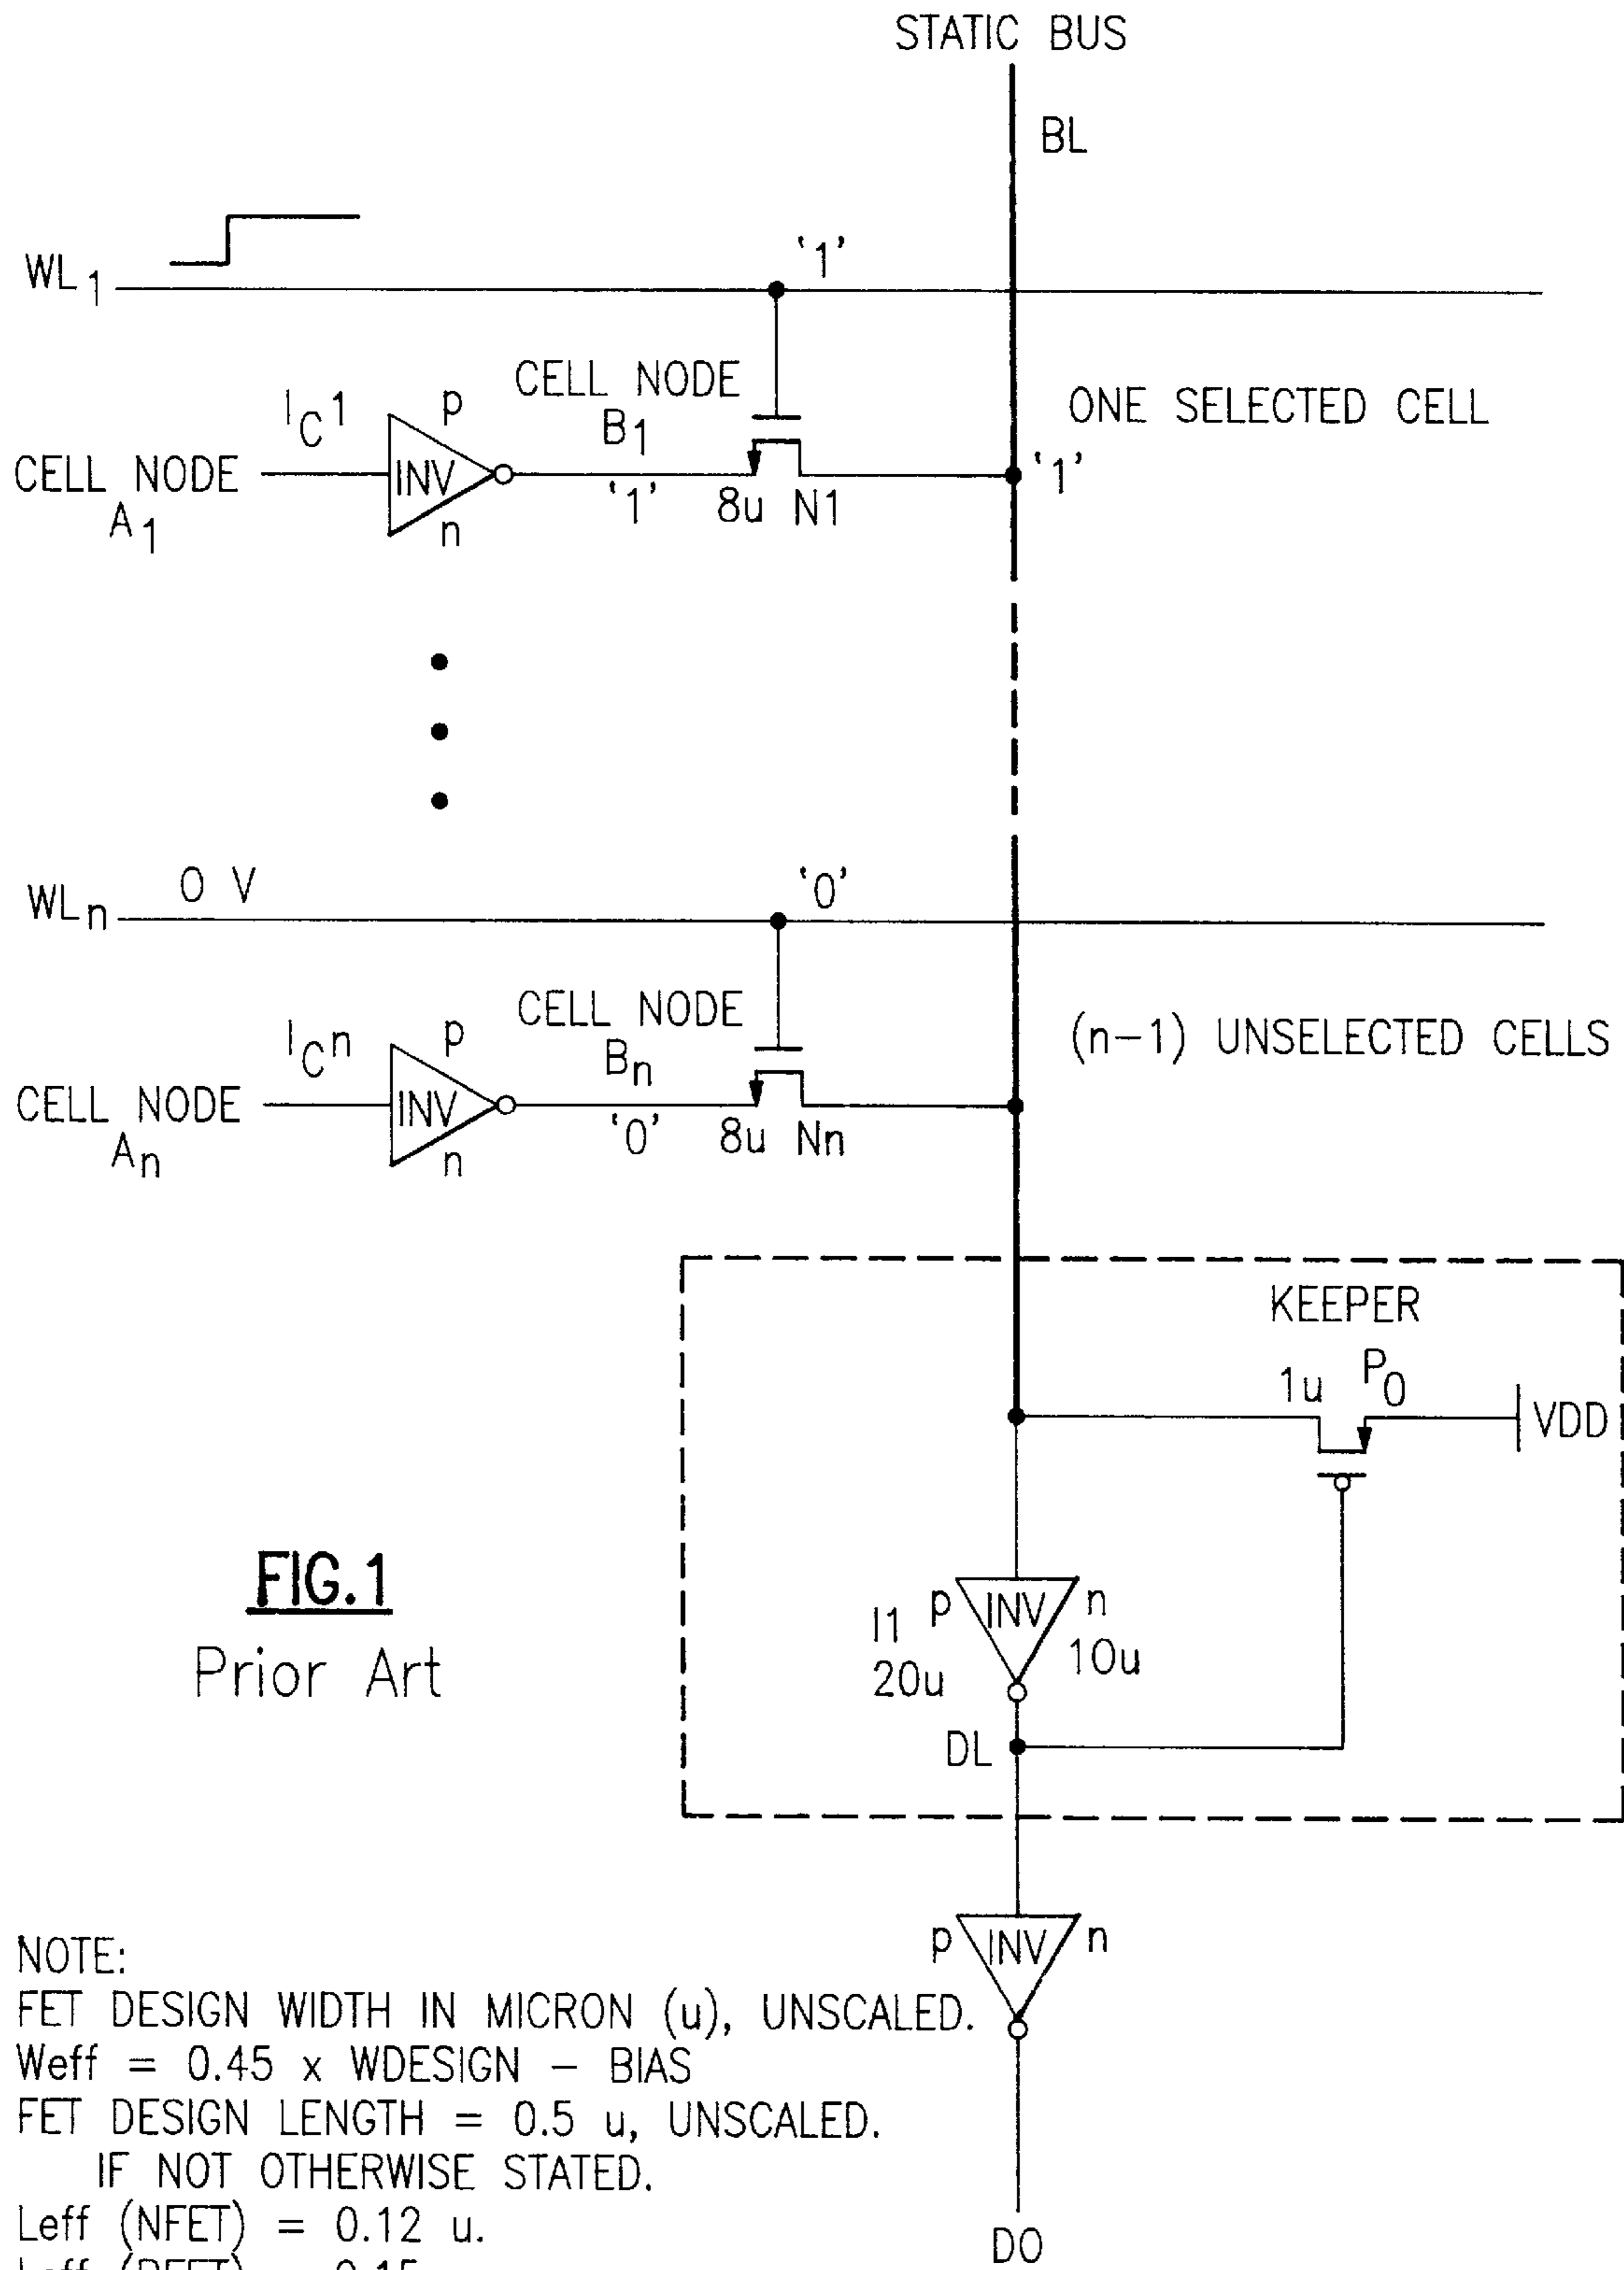 STATIC BUS
BL
WL1
'1'
IC1
p
CELL NODE
B1
ONE SELECTED CELL
CELL NODE
A1
INV
n
'1'
8u N1
'1'
WLn
0 V
'0'
ICn
p
CELL NODE
Bn
(n-1) UNSELECTED CELLS
CELL NODE
An
INV
n
'0'
8u Nn
KEEPER
1u P0
VDD
I1
20u
p
INV
n
10u
DL
FIG.1
Prior Art
p
INV
n
NOTE:
FET DESIGN WIDTH IN MICRON (u), UNSCALED.
Weff = 0.45 x WDESIGN - BIAS
FET DESIGN LENGTH = 0.5 u, UNSCALED.
IF NOT OTHERWISE STATED.
Leff (NFET) = 0.12 u.
DO